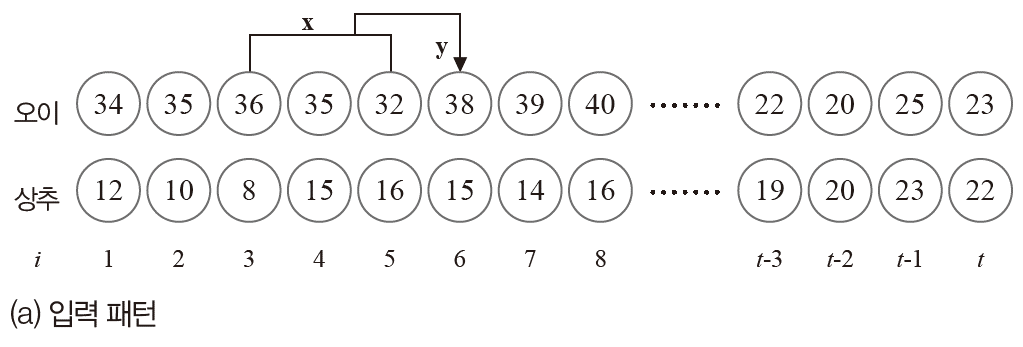 x
y
오이 34 35 36 35 32 38 39 40 ········ 22 20 25 23
상추 12 10 8 15 16 15 14 16 ········ 19 20 23 22
i 1 2 3 4 5 6 7 8 t-3 t-2 t-1 t
(a) 입력 패턴